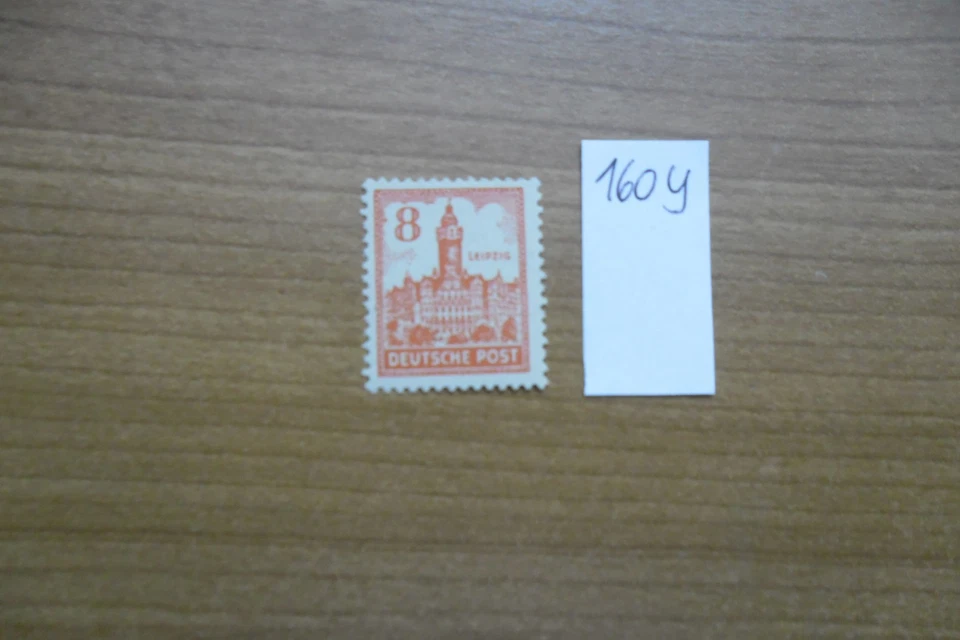 8
LEIPZIG
DEUTSCHE POST
160 y